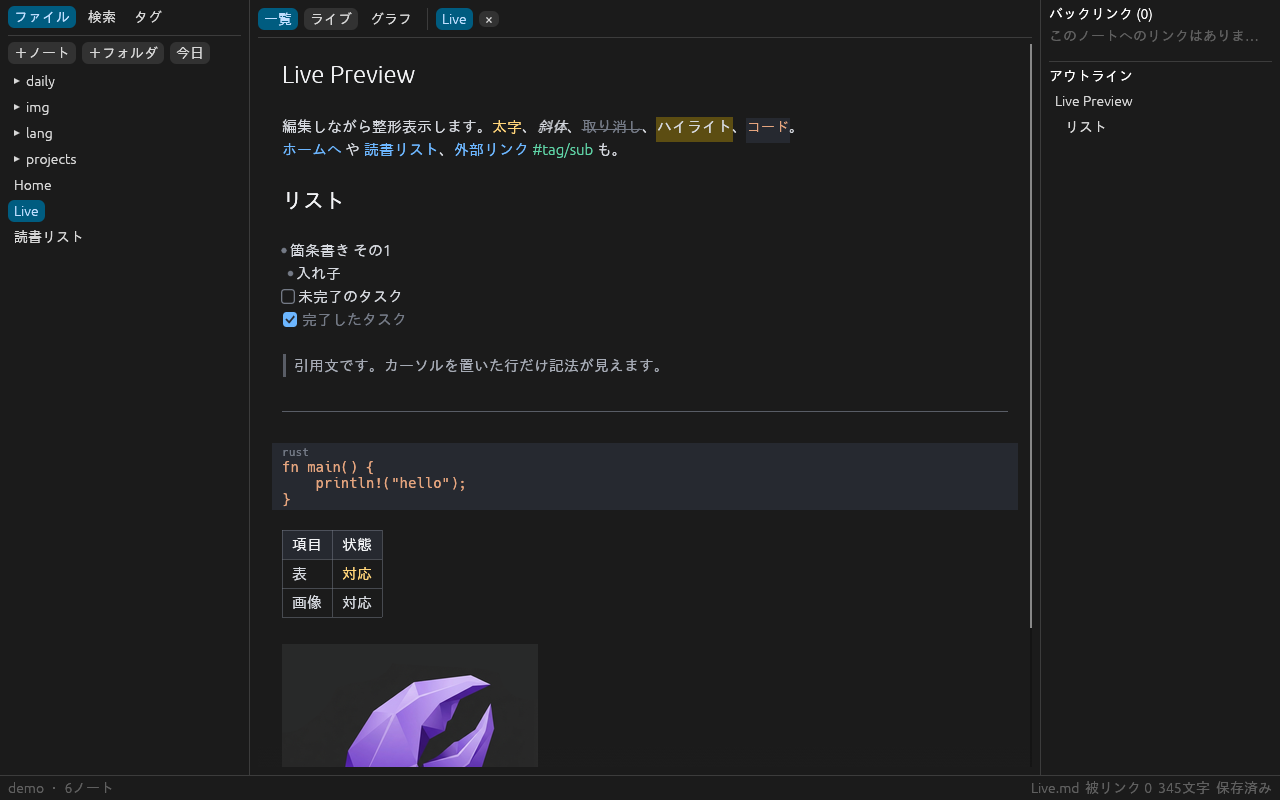 ファイル 検索 タグ
＋ノート ＋フォルダ 今日
daily
img
lang
projects
Home
Live
読書リスト
一覧 ライブ グラフ Live ×
Live Preview
編集しながら整形表示します。太字、斜体、取り消し、ハイライト、コード。
ホームへ や 読書リスト、外部リンク #tag/sub も。
リスト
箇条書き その1
入れ子
未完了のタスク
完了したタスク
引用文です。カーソルを置いた行だけ記法が見えます。
rust
fn main() {
    println!("hello");
}
項目 状態
表 対応
画像 対応
バックリンク (0)
このノートへのリンクはありま…
アウトライン
Live Preview
リスト
demo · 6ノート
Live.md 被リンク 0 345文字 保存済み